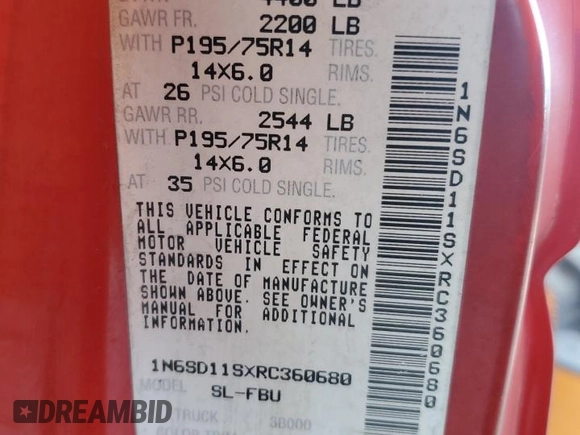 4400 LB
GAWR FR. 2200 LB
WITH P195/75R14 TIRES.
14X6.0 RIMS.
AT 26 PSI COLD SINGLE.
GAWR RR. 2544 LB
WITH P195/75R14 TIRES.
14X6.0 RIMS.
AT 35 PSI COLD SINGLE.
THIS VEHICLE CONFORMS TO
ALL APPLICABLE FEDERAL
MOTOR VEHICLE SAFETY
STANDARDS IN EFFECT ON
THE DATE OF MANUFACTURE
SHOWN ABOVE. SEE OWNER'S
MANUAL FOR ADDITIONAL
INFORMATION.
1N6SD11SXRC360680
MODEL SL-FBU
TRUCK 3B000
1N6SD11SXRC360680
DREAMBID